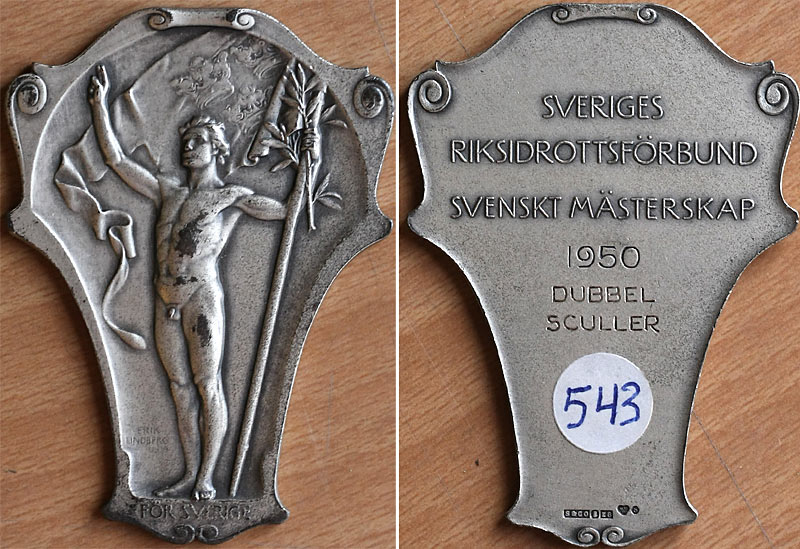 ERIK
LINDBERG
FÖR SVERIGE
SVERIGES
RIKSIDROTTSFÖRBUND
SVENSKT MÄSTERSKAP
1950
DUBBEL
SCULLER
543